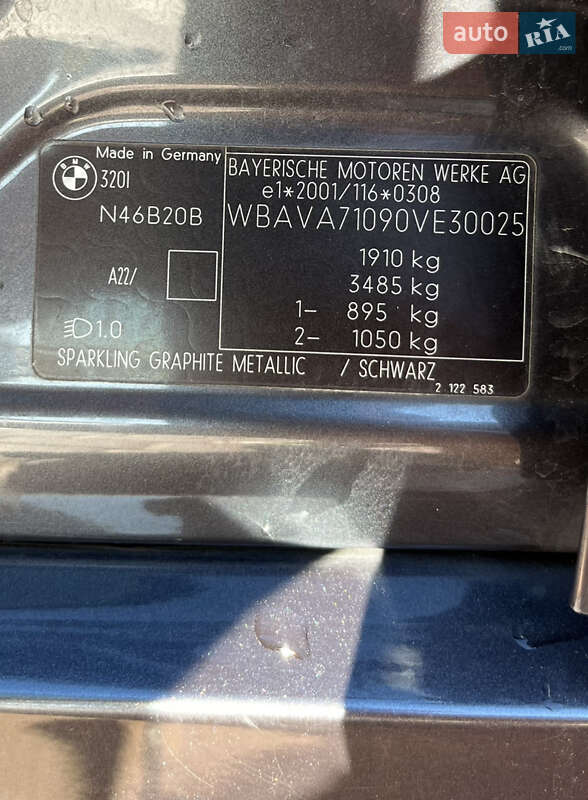 auto RIA .com
BMW
Made in Germany
320I
N46B20B
A22/
1.0
BAYERISCHE MOTOREN WERKE AG
e1*2001/116*0308
WBAVA71090VE30025
1910 kg
3485 kg
1- 895 kg
2- 1050 kg
SPARKLING GRAPHITE METALLIC / SCHWARZ
2 122 583